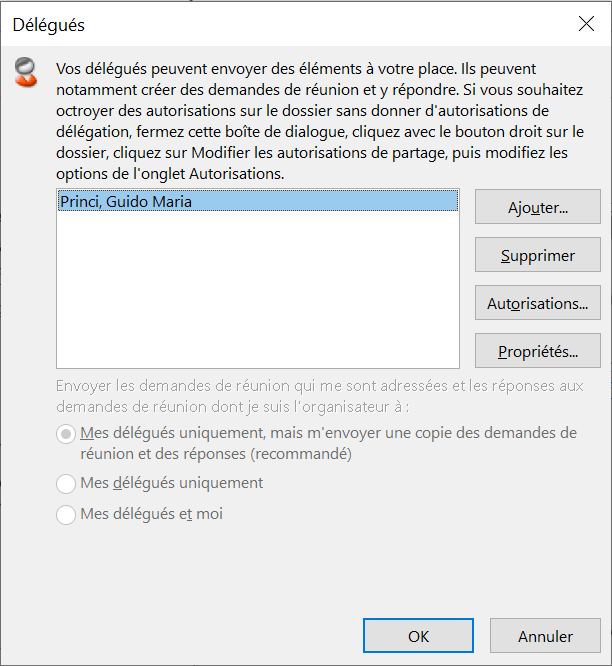 Délégués
Vos délégués peuvent envoyer des éléments à votre place. Ils peuvent
notamment créer des demandes de réunion et y répondre. Si vous souhaitez
octroyer des autorisations sur le dossier sans donner d'autorisations de
délégation, fermez cette boîte de dialogue, cliquez avec le bouton droit sur le
dossier, cliquez sur Modifier les autorisations de partage, puis modifiez les
options de l'onglet Autorisations.
Princi, Guido Maria
Ajouter...
Supprimer
Autorisations...
Propriétés...
Envoyer les demandes de réunion qui me sont adressées et les réponses aux
demandes de réunion dont je suis l'organisateur à :
Mes délégués uniquement, mais m'envoyer une copie des demandes de
réunion et des réponses (recommandé)
Mes délégués uniquement
Mes délégués et moi
OK
Annuler